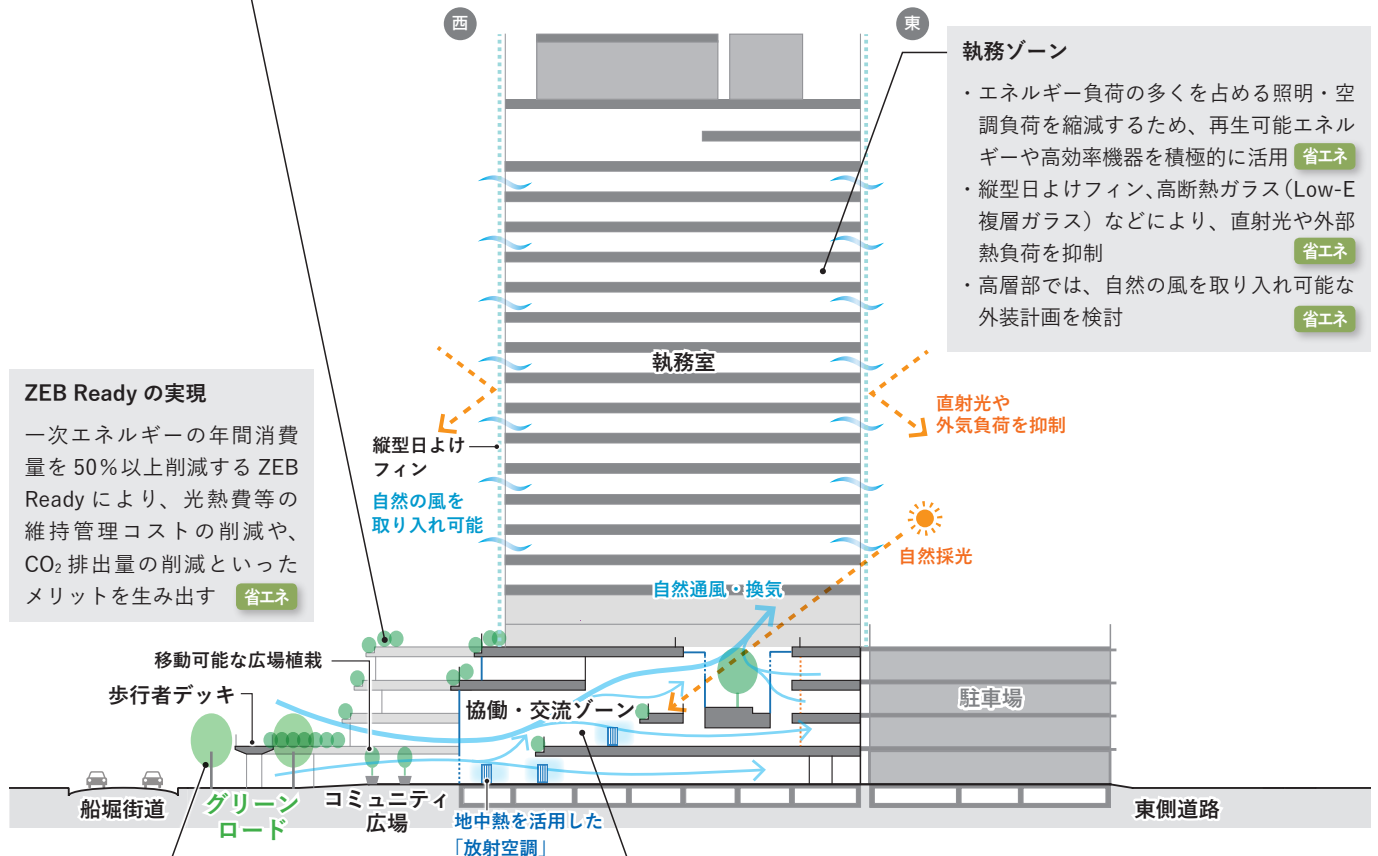 西
東
執務ゾーン
・エネルギー負荷の多くを占める照明・空
調負荷を縮減するため、再生可能エネル
ギーや高効率機器を積極的に活用 省エネ
・縦型日よけフィン、高断熱ガラス（Low-E
複層ガラス）などにより、直射光や外部
熱負荷を抑制 省エネ
・高層部では、自然の風を取り入れ可能な
外装計画を検討 省エネ
執務室
ZEB Ready の実現
一次エネルギーの年間消費
量を 50％以上削減する ZEB
Ready により、光熱費等の
維持管理コストの削減や、
CO₂ 排出量の削減といった
メリットを生み出す 省エネ
直射光や
外気負荷を抑制
縦型日よけ
フィン
自然の風を
取り入れ可能
自然採光
自然通風・換気
移動可能な広場植栽
歩行者デッキ
協働・交流ゾーン
駐車場
船堀街道
グリーン
ロード
コミュニティ
広場
地中熱を活用した
「放射空調」
東側道路